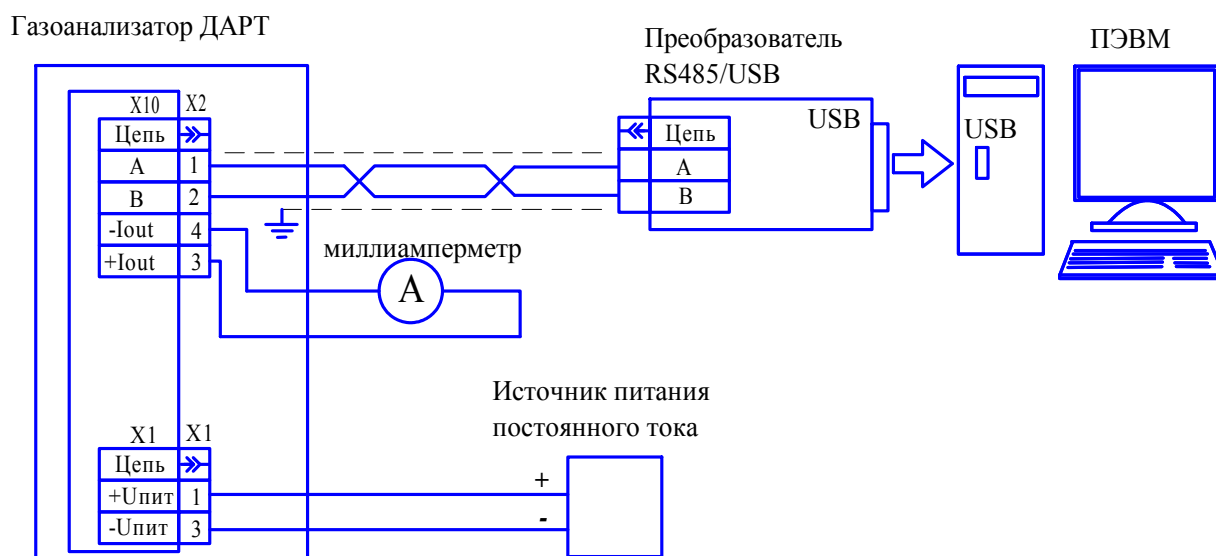 Газоанализатор ДАРТ
Преобразователь
RS485/USB
ПЭВМ
X10 X2
Цепь
A 1
B 2
-Iout 4
+Iout 3
Цепь
A
B
USB
USB
миллиамперметр
A
Источник питания
постоянного тока
X1 X1
Цепь
+Uпит 1
-Uпит 3
+
-